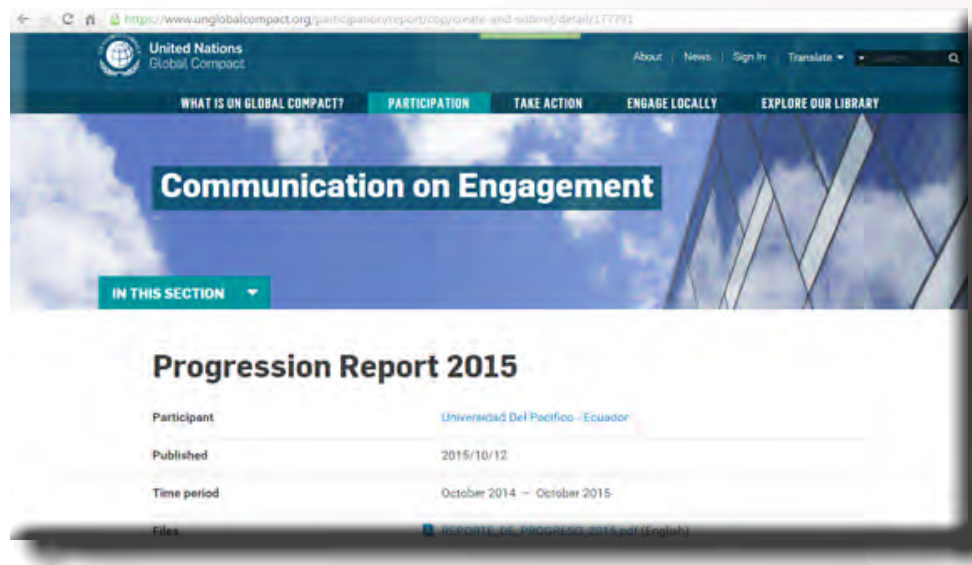 https://www.unglobalcompact.org/participation/report/cop/create-and-submit/detail/177791
United Nations
Global Compact
About | News | Sign In | Translate
WHAT IS UN GLOBAL COMPACT? PARTICIPATION TAKE ACTION ENGAGE LOCALLY EXPLORE OUR LIBRARY
Communication on Engagement
IN THIS SECTION
Progression Report 2015
Participant Universidad Del Pacifico - Ecuador
Published 2015/10/12
Time period October 2014 – October 2015
Files REPORTE_DE_PROGRESO_2015.pdf (English)